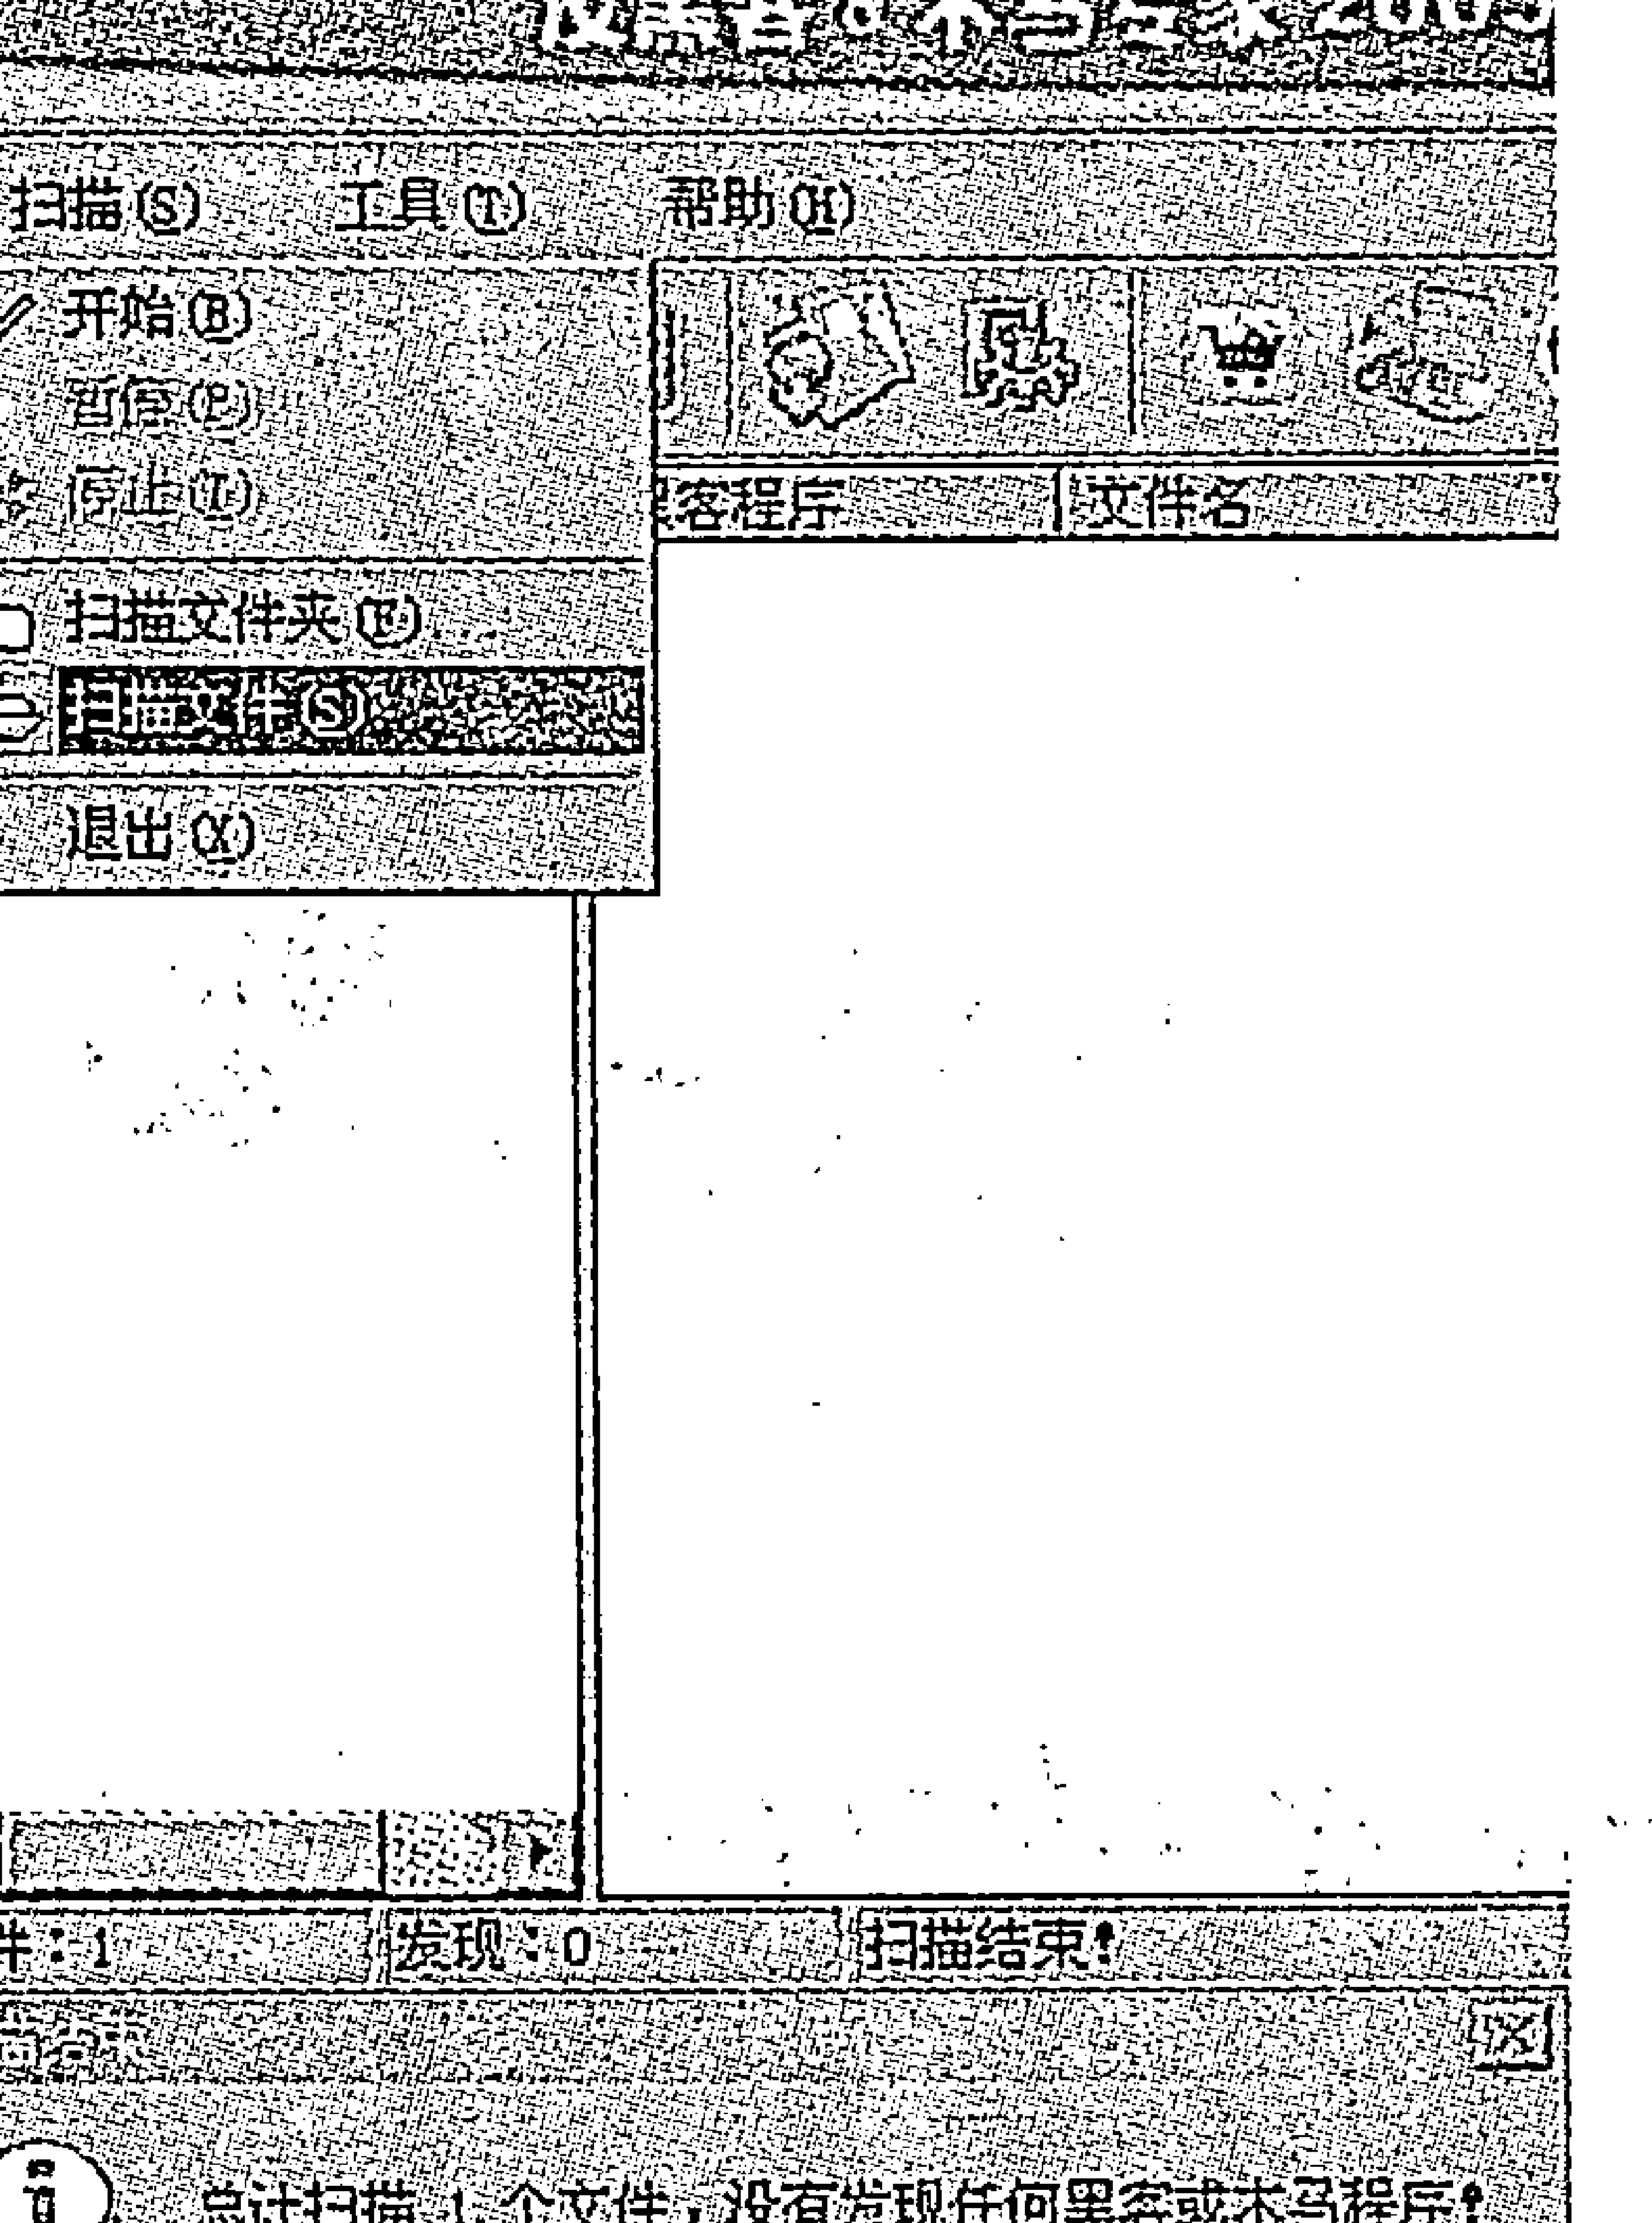 扫描(S) 工具(T) 帮助(H)
开始(B)
暂停(P)
停止(T)
客程序 文件名
扫描文件夹(F)...
扫描文件(S)
退出(X)
件:1 发现:0 扫描结束!
总计扫描 1 个文件,没有发现任何黑客或木马程序!